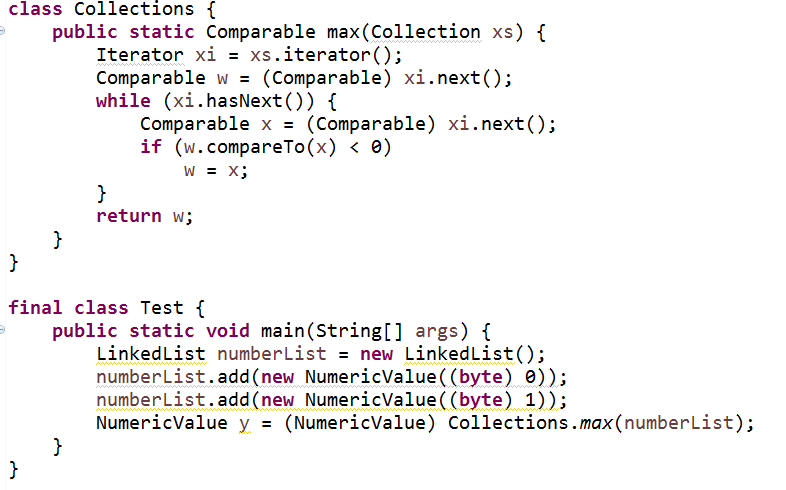 class Collections {
    public static Comparable max(Collection xs) {
        Iterator xi = xs.iterator();
        Comparable w = (Comparable) xi.next();
        while (xi.hasNext()) {
            Comparable x = (Comparable) xi.next();
            if (w.compareTo(x) < 0)
                w = x;
        }
        return w;
    }
}

final class Test {
    public static void main(String[] args) {
        LinkedList numberList = new LinkedList();
        numberList.add(new NumericValue((byte) 0));
        numberList.add(new NumericValue((byte) 1));
        NumericValue y = (NumericValue) Collections.max(numberList);
    }
}